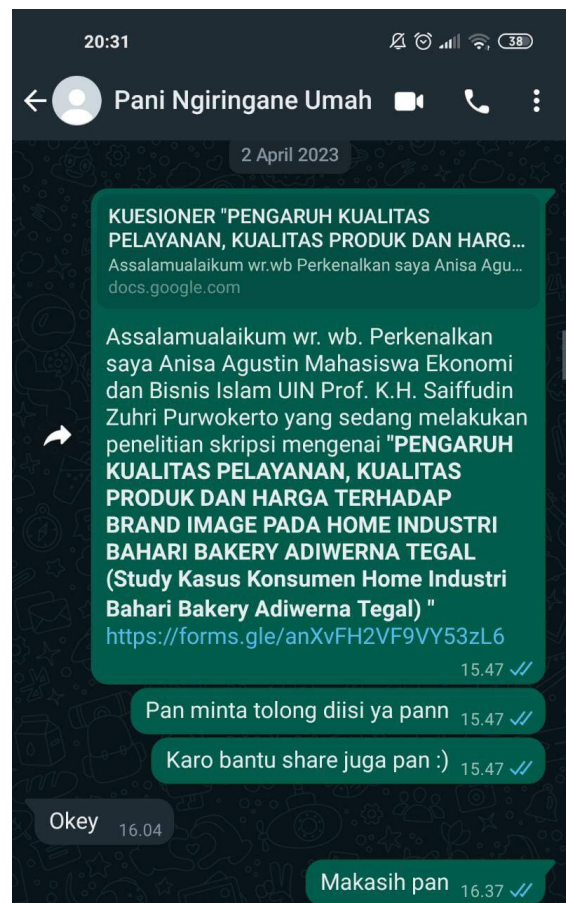 20:31
38
Pani Ngiringane Umah
2 April 2023
KUESIONER "PENGARUH KUALITAS
PELAYANAN, KUALITAS PRODUK DAN HARG...
Assalamualaikum wr.wb Perkenalkan saya Anisa Agu...
docs.google.com
Assalamualaikum wr. wb. Perkenalkan
saya Anisa Agustin Mahasiswa Ekonomi
dan Bisnis Islam UIN Prof. K.H. Saiffudin
Zuhri Purwokerto yang sedang melakukan
penelitian skripsi mengenai "PENGARUH
KUALITAS PELAYANAN, KUALITAS
PRODUK DAN HARGA TERHADAP
BRAND IMAGE PADA HOME INDUSTRI
BAHARI BAKERY ADIWERNA TEGAL
(Study Kasus Konsumen Home Industri
Bahari Bakery Adiwerna Tegal) "
https://forms.gle/anXvFH2VF9VY53zL6
15.47
Pan minta tolong diisi ya pann 15.47
Karo bantu share juga pan :) 15.47
Okey 16.04
Makasih pan 16.37